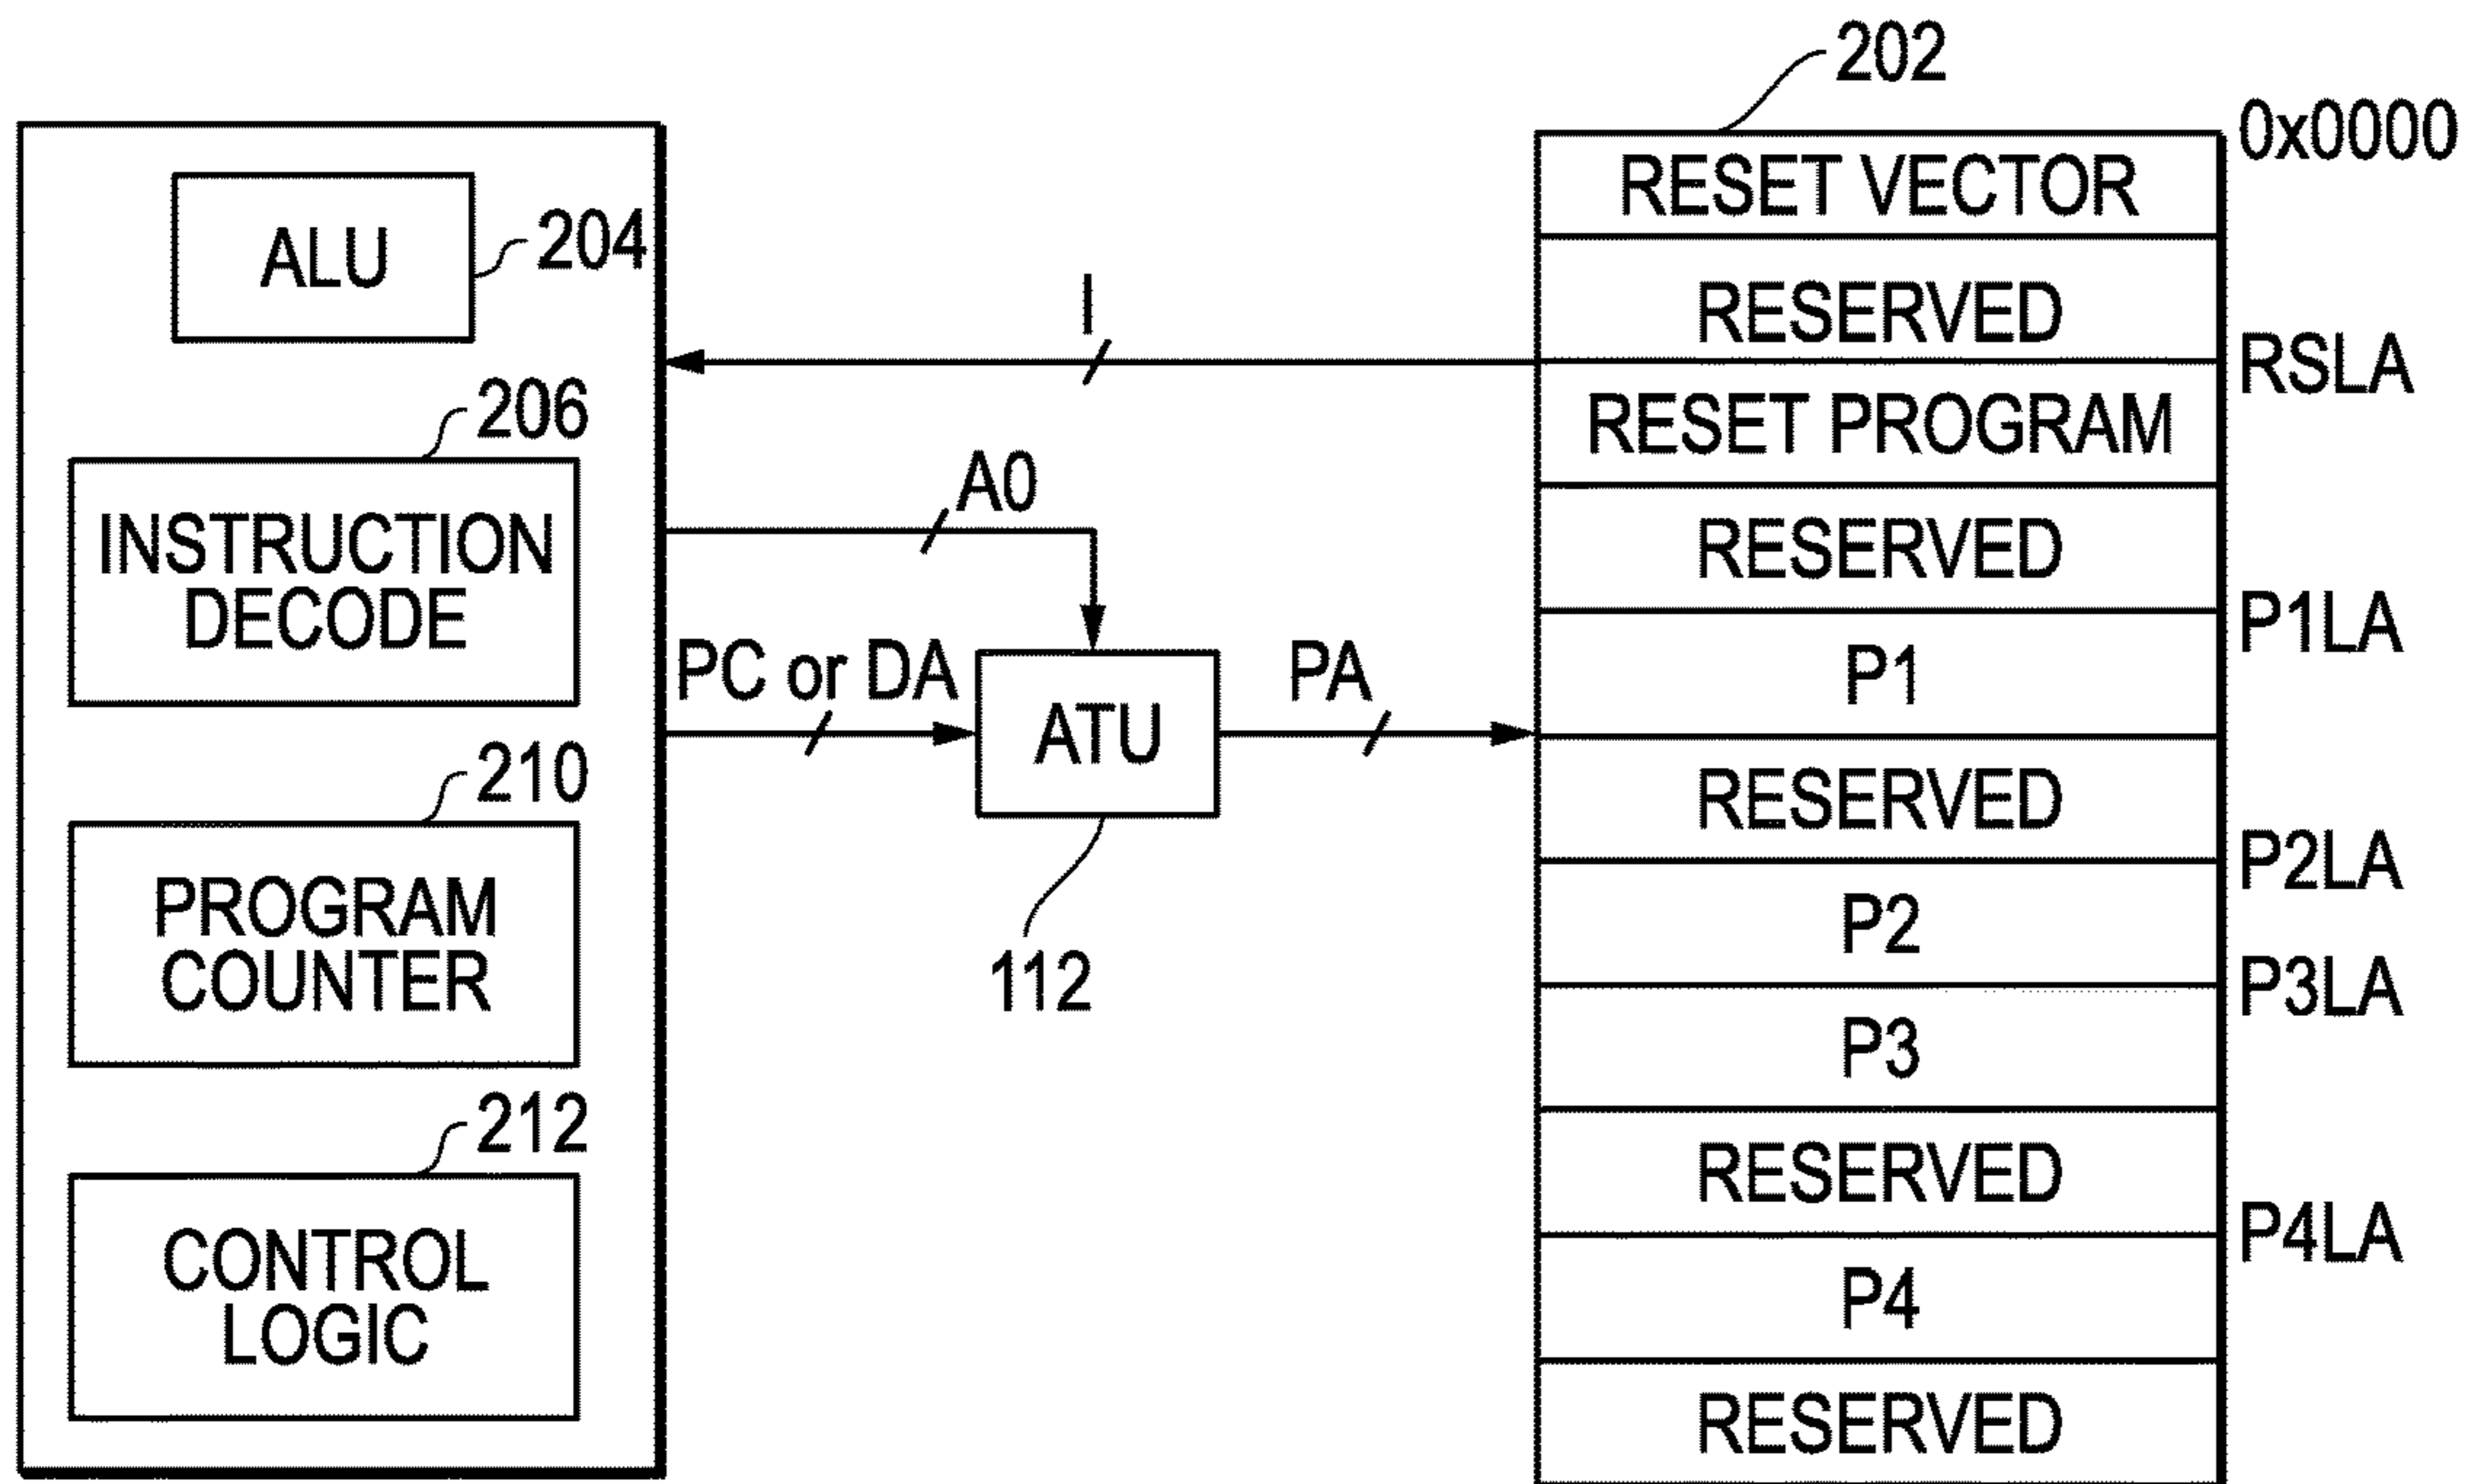 202
0x0000
RESET VECTOR
ALU
204
RESERVED
I
RSLA
206
RESET PROGRAM
A0
INSTRUCTION
DECODE
RESERVED
P1LA
PC or DA
ATU
PA
P1
210
RESERVED
P2LA
PROGRAM
COUNTER
112
P2
P3LA
P3
212
RESERVED
P4LA
CONTROL
LOGIC
P4
RESERVED